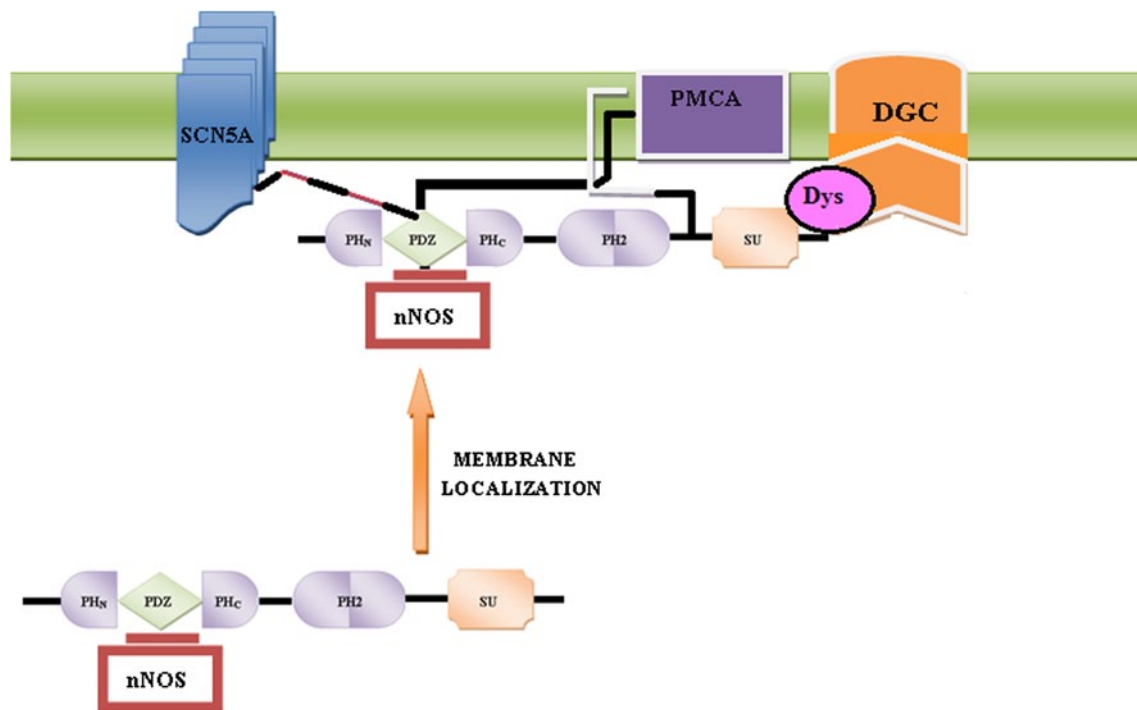 PMCA
DGC
SCN5A
Dys
PHN
PDZ
PHC
PH2
SU
nNOS
MEMBRANE
LOCALIZATION
PHN
PDZ
PHC
PH2
SU
nNOS